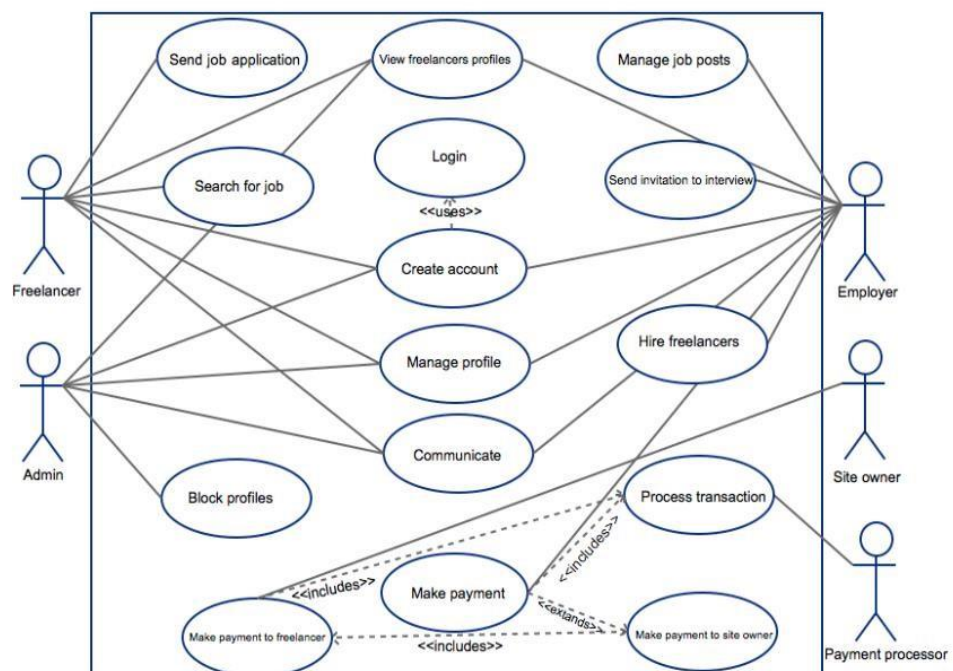 Send job application
View freelancers profiles
Manage job posts
Login
Search for job
Send invitation to interview
<<uses>>
Create account
Freelancer
Employer
Hire freelancers
Manage profile
Communicate
Admin
Site owner
Block profiles
Process transaction
<<includes>>
<<includes>>
Make payment
<<extands>>
Make payment to freelancer
<<includes>>
Make payment to site owner
Payment processor